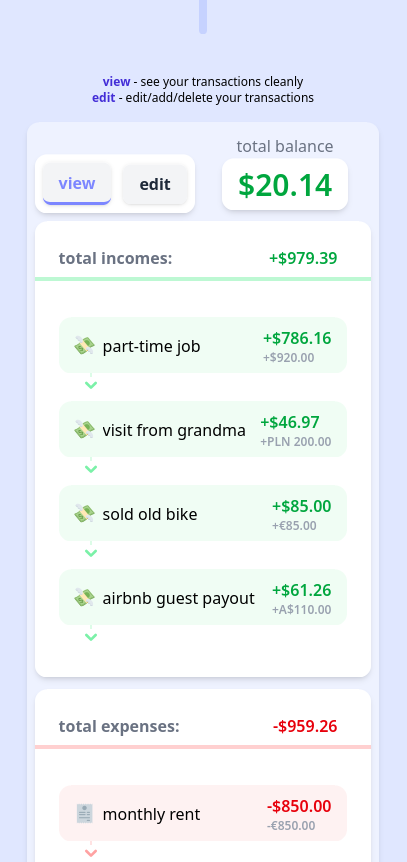 view - see your transactions cleanly
edit - edit/add/delete your transactions
total balance
view
edit
$20.14
total incomes:
+$979.39
part-time job
+$786.16
+$920.00
visit from grandma
+$46.97
+PLN 200.00
sold old bike
+$85.00
+€85.00
airbnb guest payout
+$61.26
+A$110.00
total expenses:
-$959.26
monthly rent
-$850.00
-€850.00